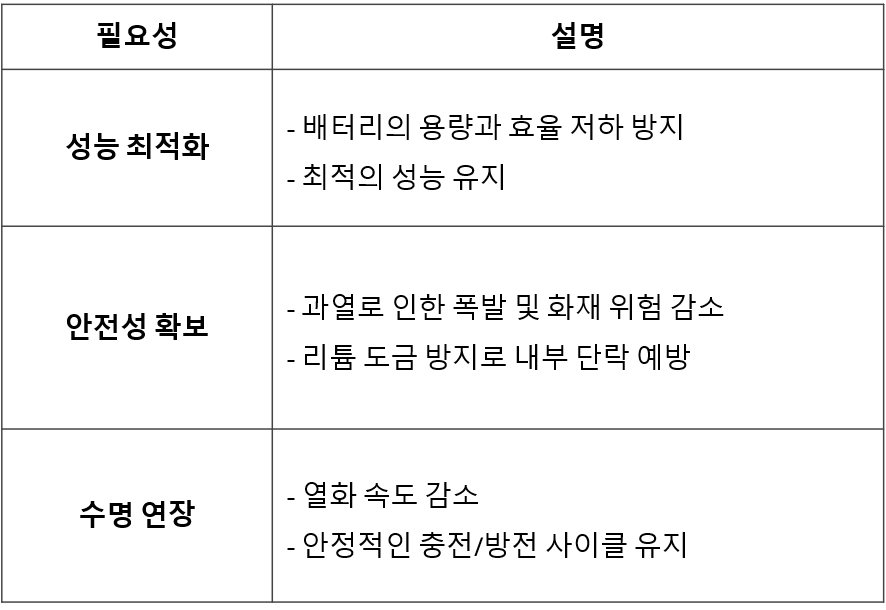 필요성 설명
성능 최적화
- 배터리의 용량과 효율 저하 방지
- 최적의 성능 유지
안전성 확보
- 과열로 인한 폭발 및 화재 위험 감소
- 리튬 도금 방지로 내부 단락 예방
수명 연장
- 열화 속도 감소
- 안정적인 충전/방전 사이클 유지